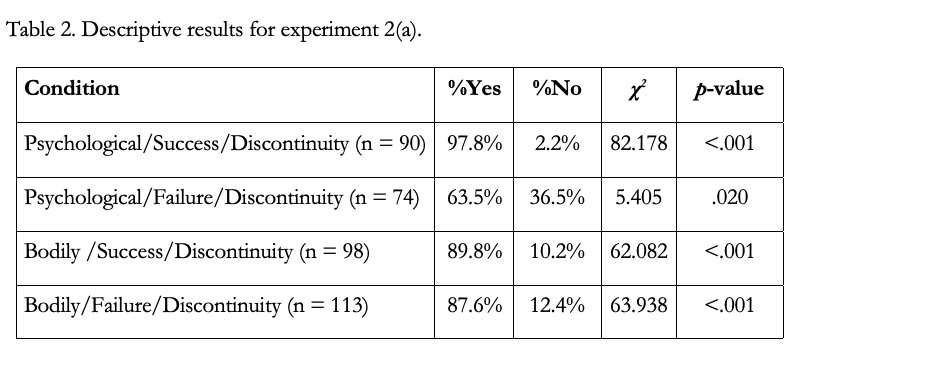 Table 2. Descriptive results for experiment 2(a).
Condition %Yes %No χ² p-value
Psychological/Success/Discontinuity (n = 90) 97.8% 2.2% 82.178 <.001
Psychological/Failure/Discontinuity (n = 74) 63.5% 36.5% 5.405 .020
Bodily /Success/Discontinuity (n = 98) 89.8% 10.2% 62.082 <.001
Bodily/Failure/Discontinuity (n = 113) 87.6% 12.4% 63.938 <.001